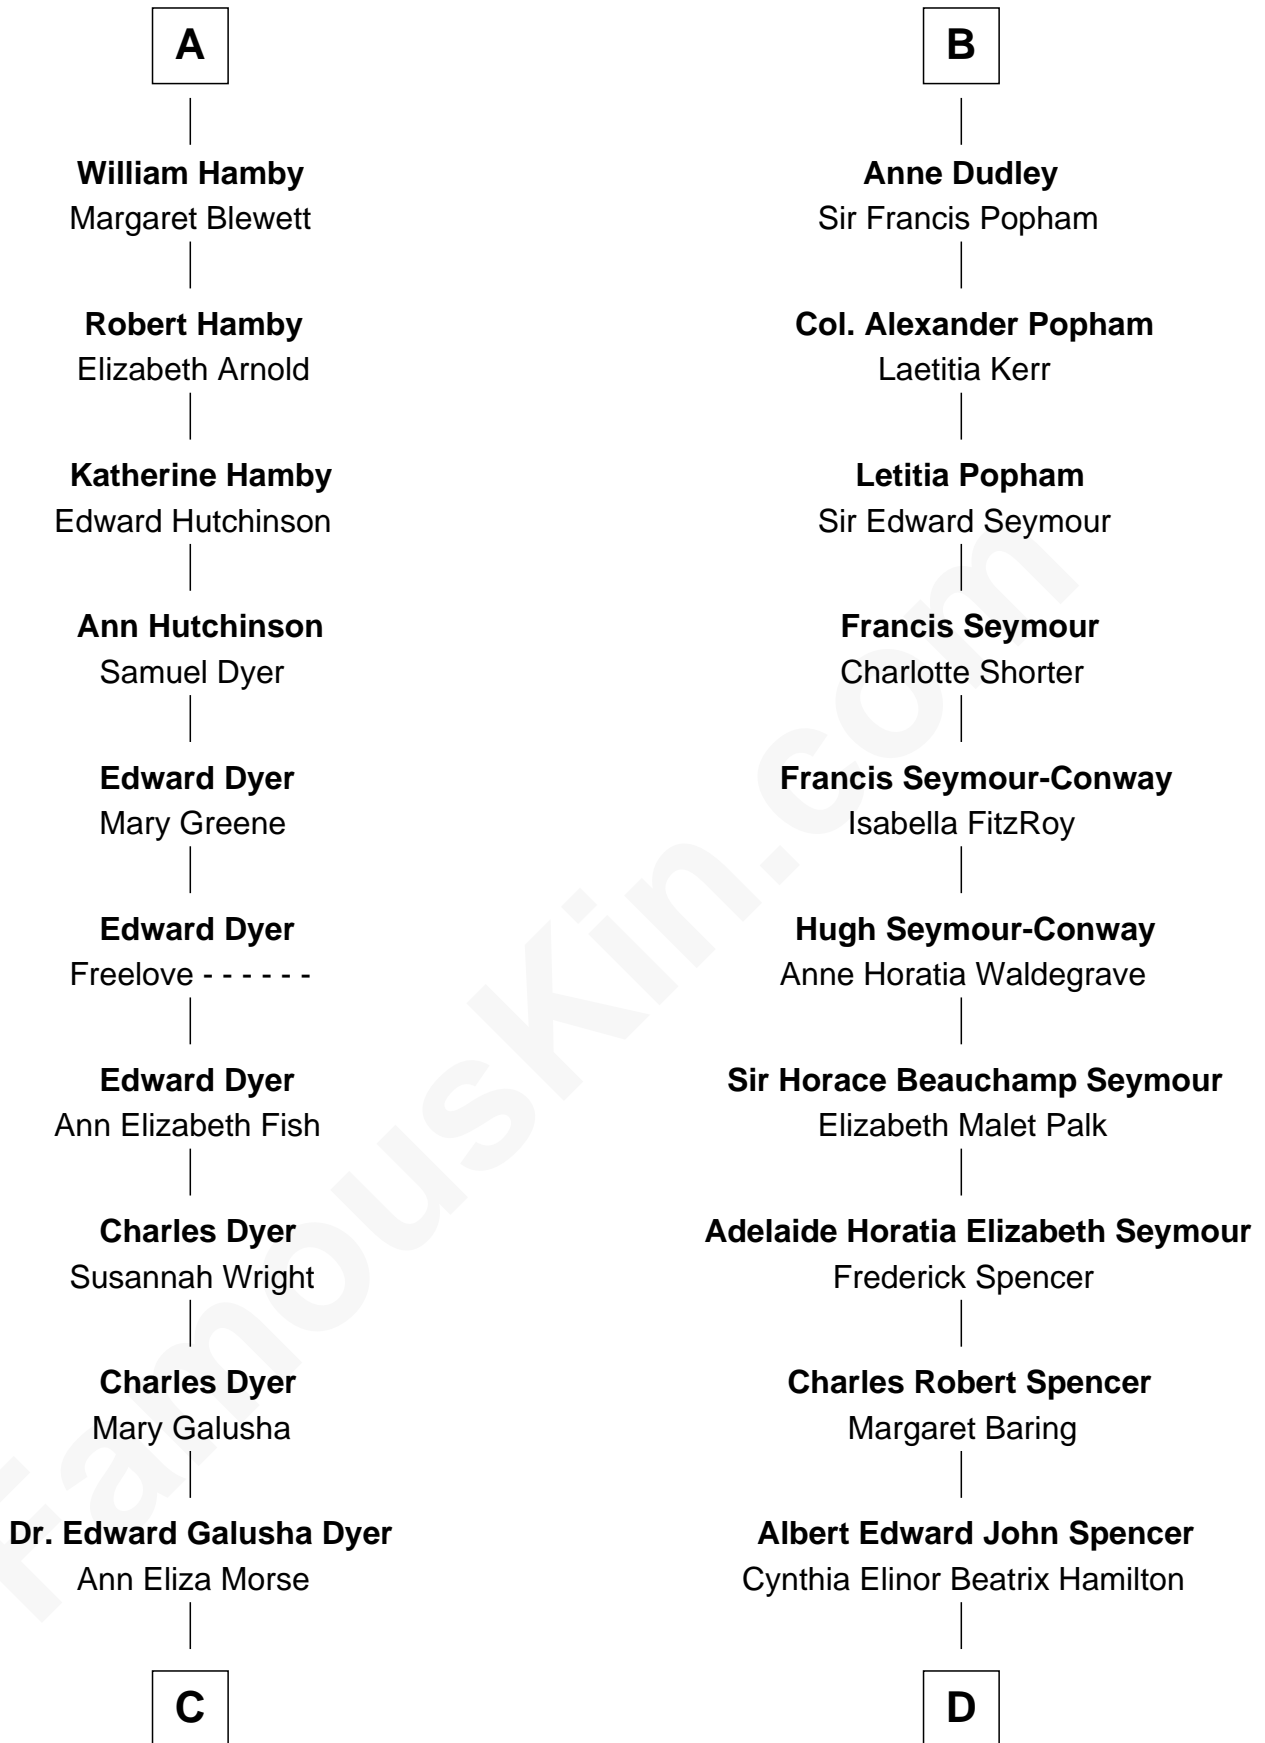 A
William Hamby
Margaret Blewett
Robert Hamby
Elizabeth Arnold
Katherine Hamby
Edward Hutchinson
Ann Hutchinson
Samuel Dyer
Edward Dyer
Mary Greene
Edward Dyer
Freelove - - - - - -
Edward Dyer
Ann Elizabeth Fish
Charles Dyer
Susannah Wright
Charles Dyer
Mary Galusha
Dr. Edward Galusha Dyer
Ann Eliza Morse
C
B
Anne Dudley
Sir Francis Popham
Col. Alexander Popham
Laetitia Kerr
Letitia Popham
Sir Edward Seymour
Francis Seymour
Charlotte Shorter
Francis Seymour-Conway
Isabella FitzRoy
Hugh Seymour-Conway
Anne Horatia Waldegrave
Sir Horace Beauchamp Seymour
Elizabeth Malet Palk
Adelaide Horatia Elizabeth Seymour
Frederick Spencer
Charles Robert Spencer
Margaret Baring
Albert Edward John Spencer
Cynthia Elinor Beatrix Hamilton
D
FamousKin.com